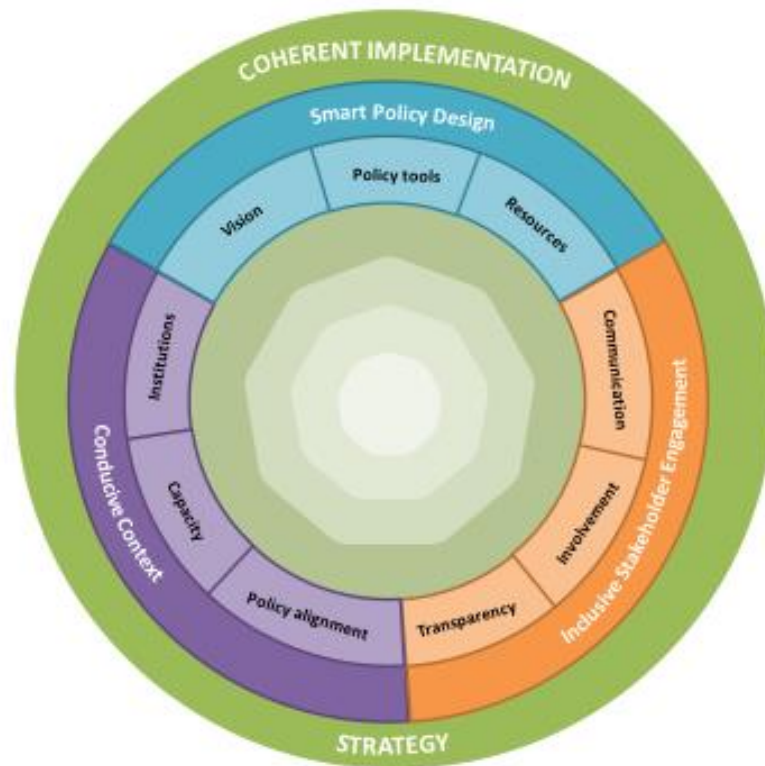 COHERENT IMPLEMENTATION
Smart Policy Design
Vision
Policy tools
Resources
Communication
Involvement
Transparency
Inclusive Stakeholder Engagement
Policy alignment
Capacity
Institutions
Conducive Context
STRATEGY